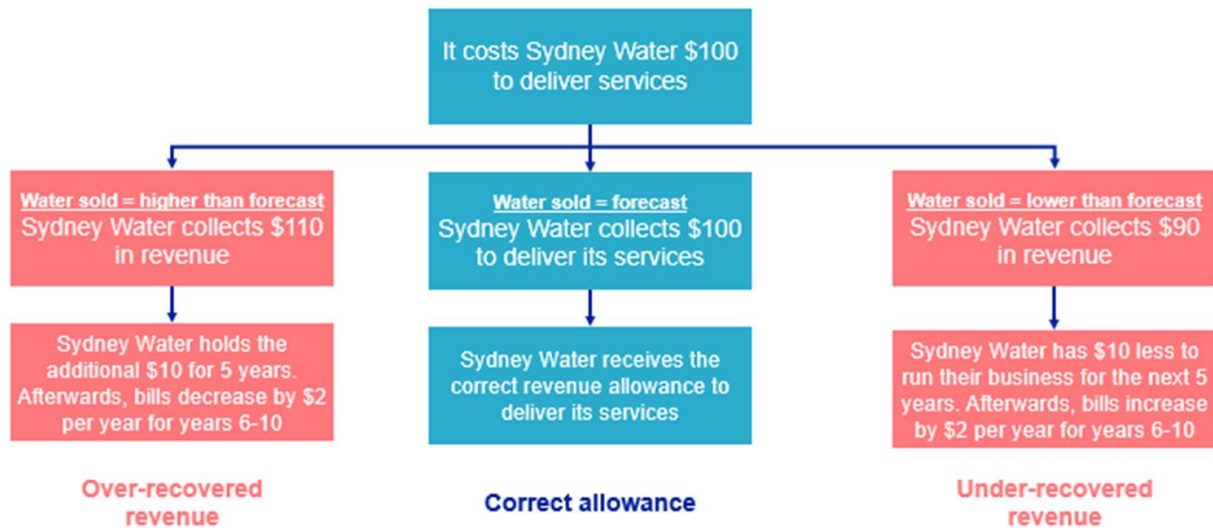 It costs Sydney Water $100
to deliver services
Water sold = higher than forecast
Sydney Water collects $110
in revenue
Water sold = forecast
Sydney Water collects $100
to deliver its services
Water sold = lower than forecast
Sydney Water collects $90
in revenue
Sydney Water holds the
additional $10 for 5 years.
Afterwards, bills decrease by $2
per year for years 6-10
Sydney Water receives the
correct revenue allowance to
deliver its services
Sydney Water has $10 less to
run their business for the next 5
years. Afterwards, bills increase
by $2 per year for years 6-10
Over-recovered
revenue
Correct allowance
Under-recovered
revenue